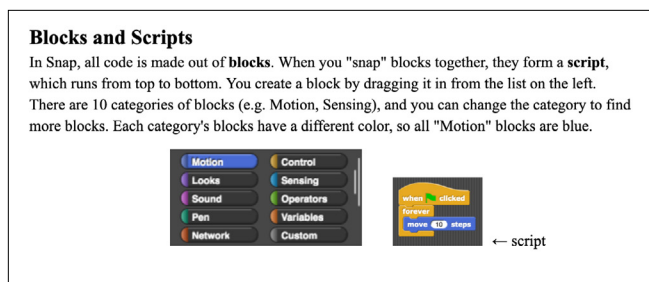 Blocks and Scripts
In Snap, all code is made out of blocks. When you "snap" blocks together, they form a script,
which runs from top to bottom. You create a block by dragging it in from the list on the left.
There are 10 categories of blocks (e.g. Motion, Sensing), and you can change the category to find
more blocks. Each category's blocks have a different color, so all "Motion" blocks are blue.
Motion Control
Looks Sensing
Sound Operators
Pen Variables
Network Custom
when clicked
forever
move 10 steps
← script